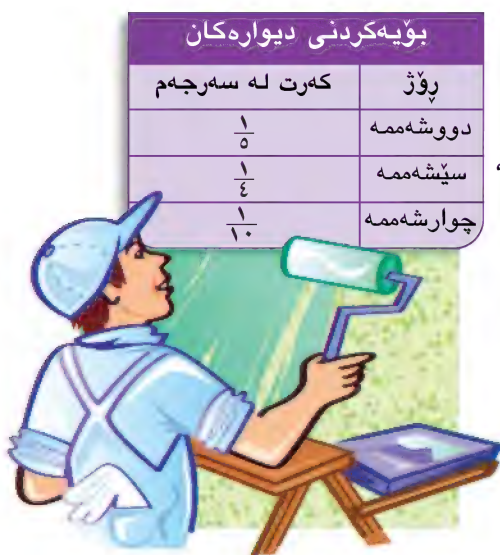 بۆیەکردنی دیوارەکان
ڕۆژ کەرت لە سەرجەم
دووشەممە ١/٥
سێشەممە ١/٤
چوارشەممە ١/١٠
،